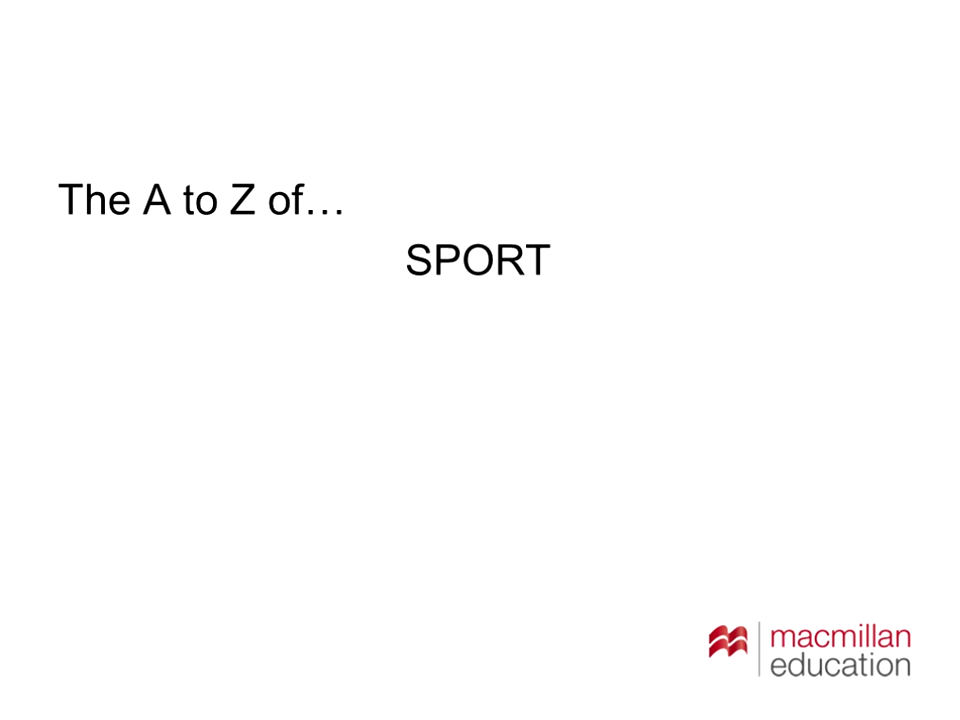 The A to Z of…
SPORT
macmillan
education